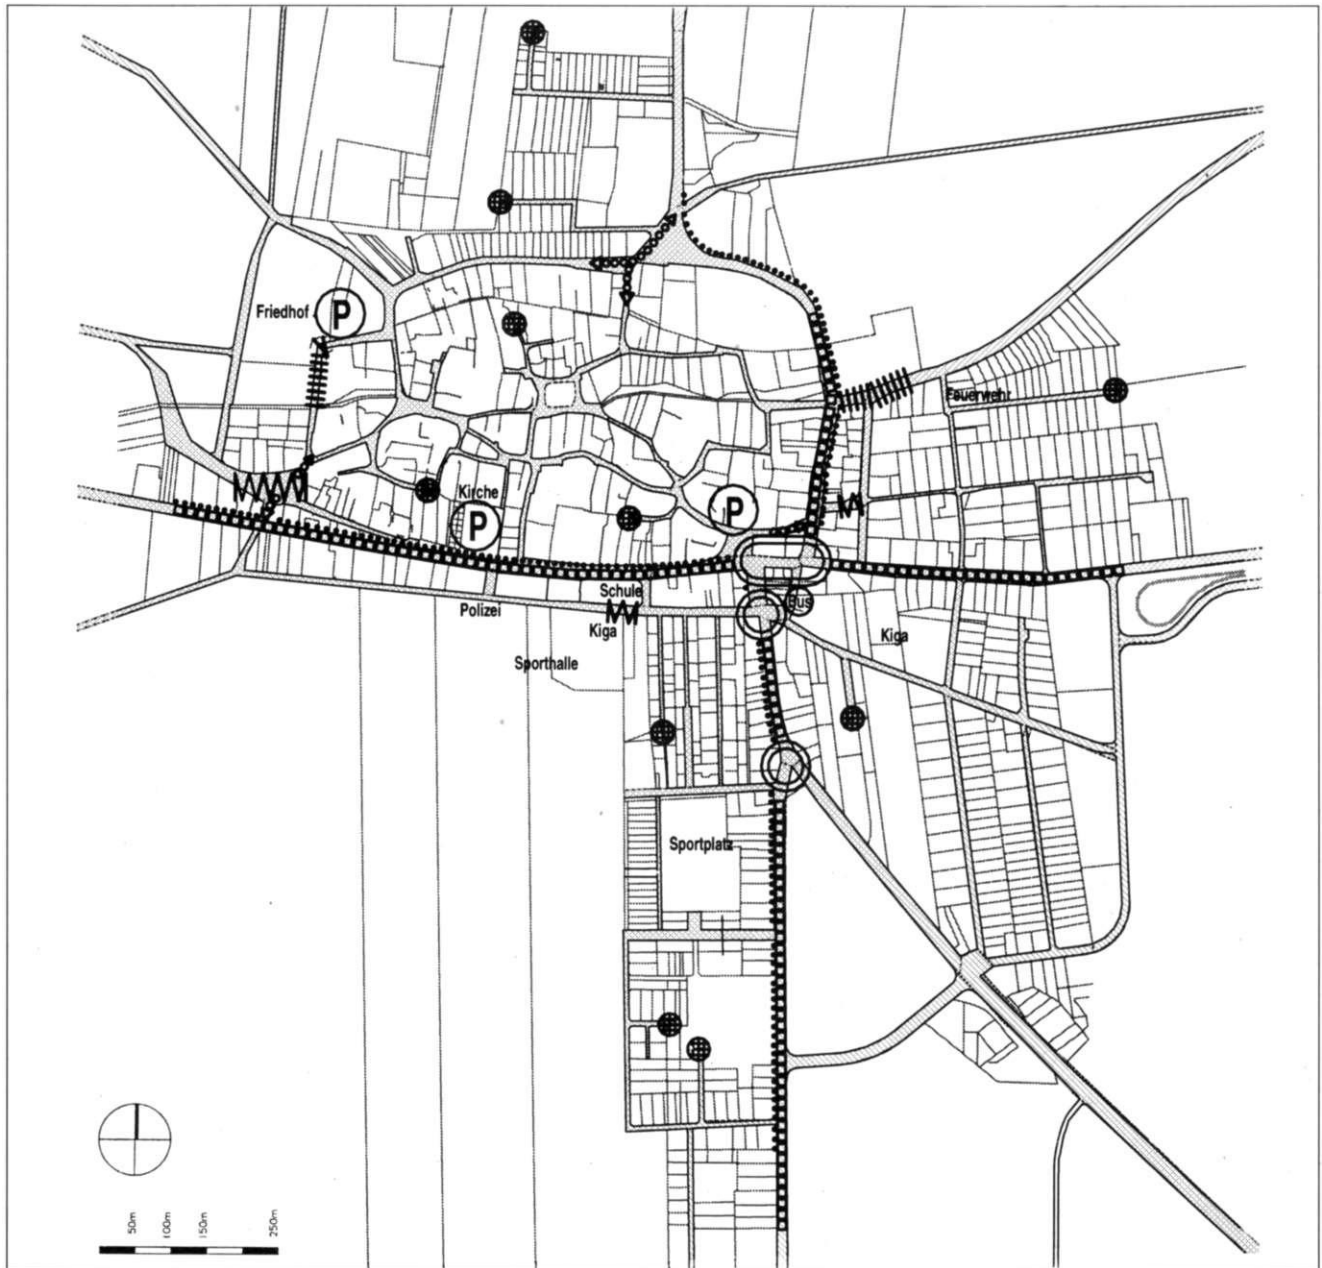 Friedhof
P
Feuerwehr
Kirche
P
P
Schule
Bus
Polizei
Kiga
Kiga
Sporthalle
Sportplatz
50m
100m
150m
250m